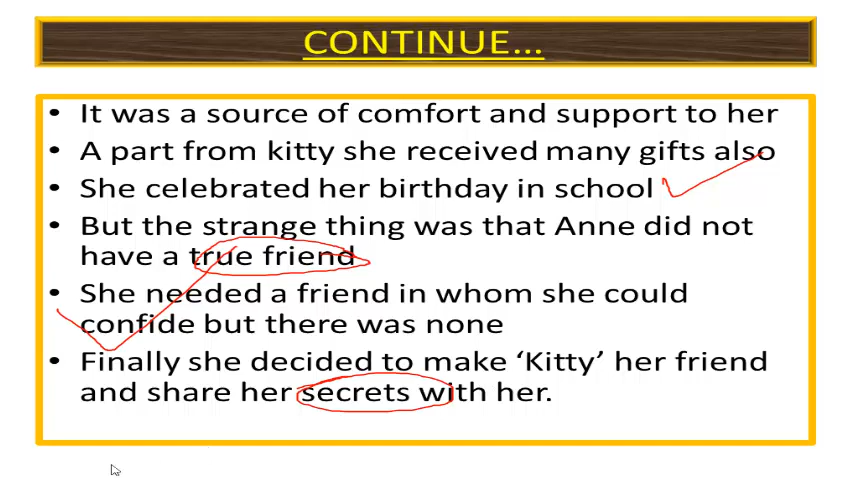 CONTINUE...
• It was a source of comfort and support to her
• A part from kitty she received many gifts also
• She celebrated her birthday in school
• But the strange thing was that Anne did not
have a true friend
• She needed a friend in whom she could
confide but there was none
• Finally she decided to make ‘Kitty’ her friend
and share her secrets with her.